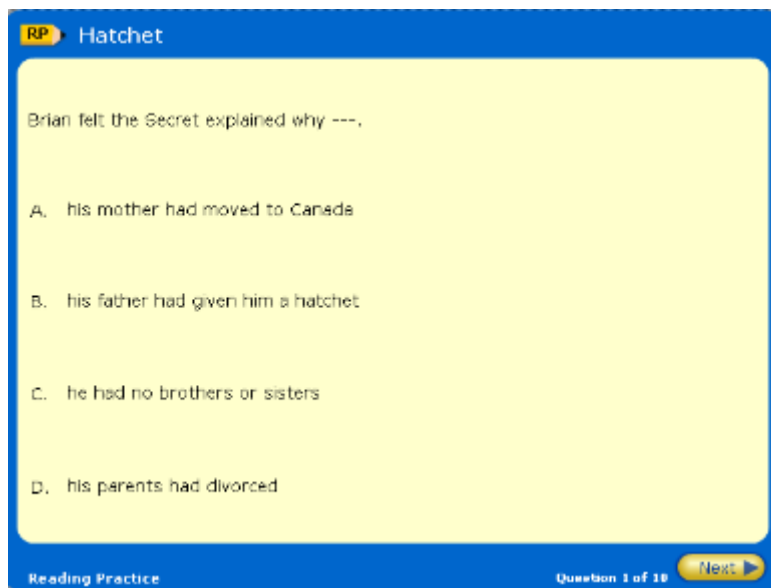 RP Hatchet
Brian felt the Secret explained why ---.
A. his mother had moved to Canada
B. his father had given him a hatchet
C. he had no brothers or sisters
D. his parents had divorced
Next
Reading Practice Question 1 of 10